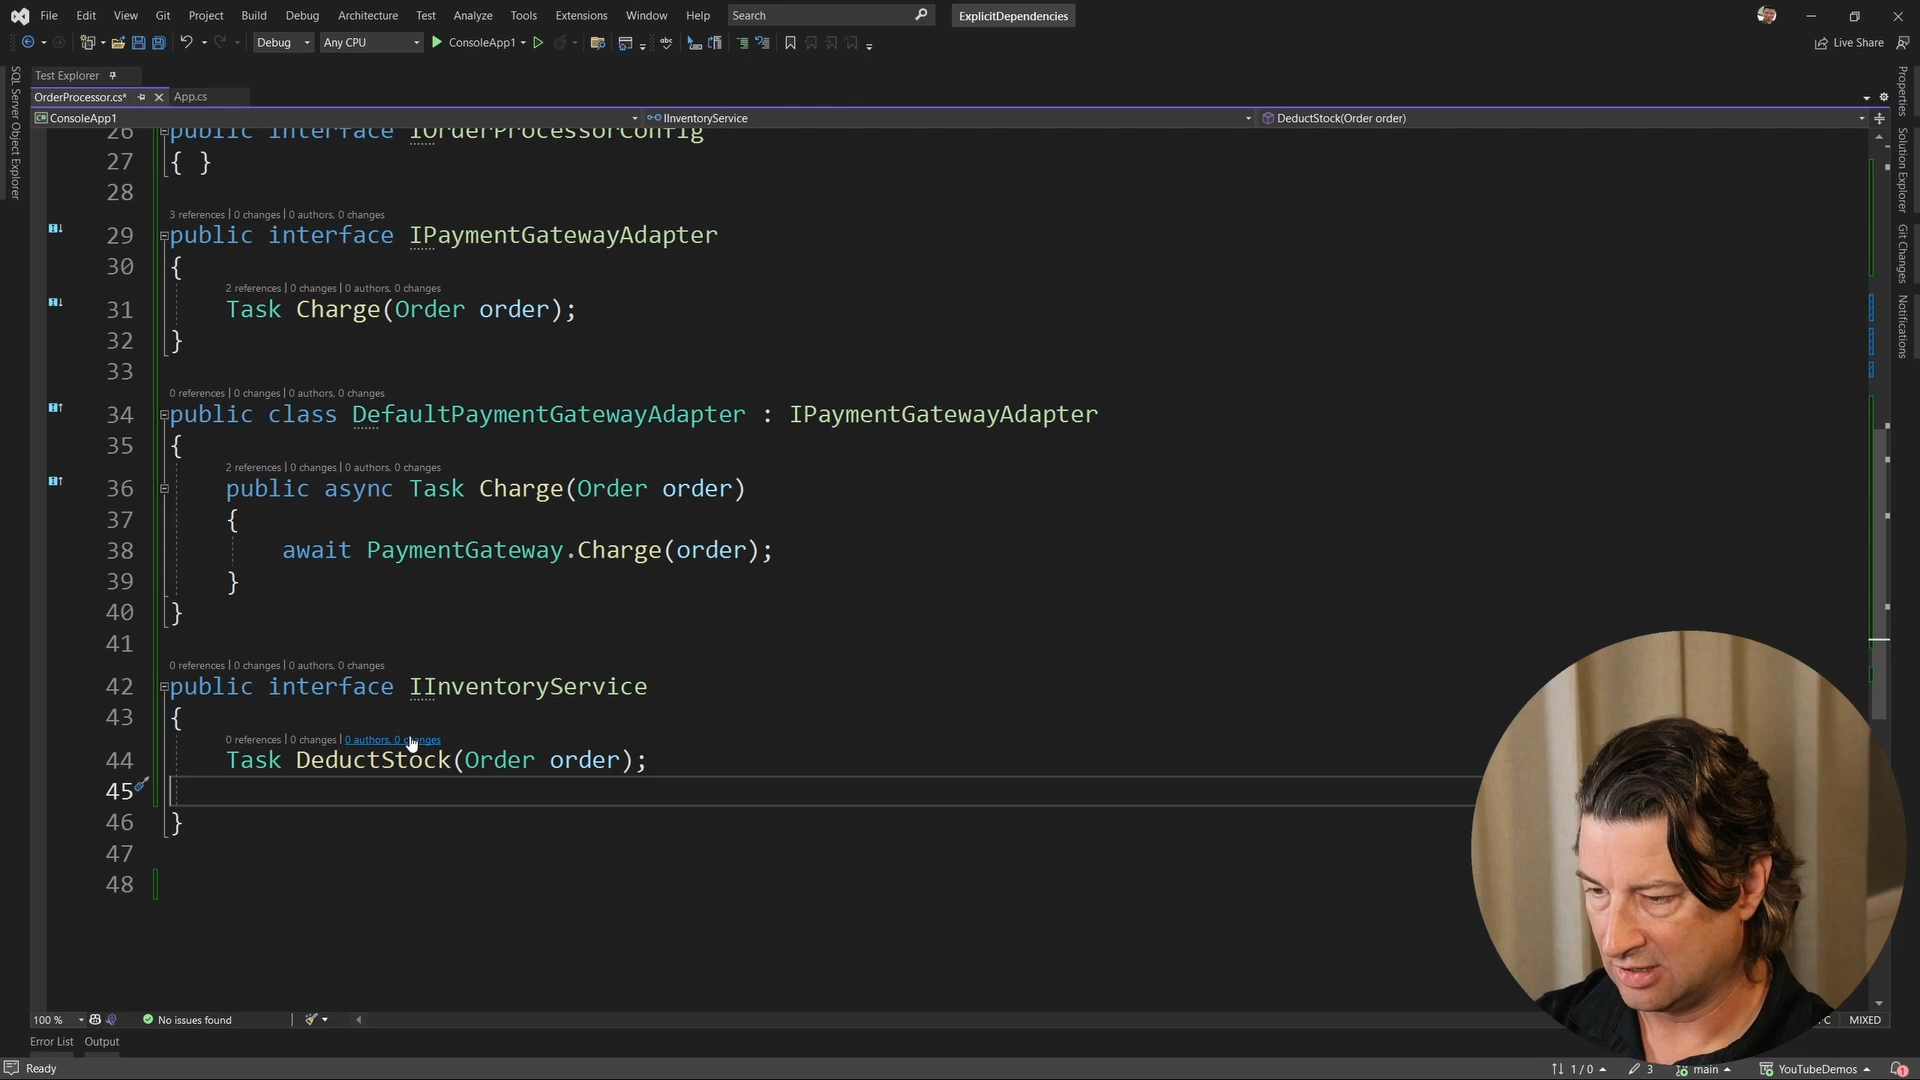 File Edit View Git Project Build Debug Architecture Test Analyze Tools Extensions Window Help Search ExplicitDependencies
Debug Any CPU ConsoleApp1 Live Share
Test Explorer
OrderProcessor.cs* App.cs
ConsoleApp1 IInventoryService DeductStock(Order order)
SQL Server Object Explorer
Properties
Solution Explorer
Git Changes
Notifications
26 public interface IOrderProcessorConfig
27 { }
28
3 references | 0 changes | 0 authors, 0 changes
29 public interface IPaymentGatewayAdapter
30 {
2 references | 0 changes | 0 authors, 0 changes
31 Task Charge(Order order);
32 }
33
0 references | 0 changes | 0 authors, 0 changes
34 public class DefaultPaymentGatewayAdapter : IPaymentGatewayAdapter
35 {
2 references | 0 changes | 0 authors, 0 changes
36 public async Task Charge(Order order)
37 {
38 await PaymentGateway.Charge(order);
39 }
40 }
41
0 references | 0 changes | 0 authors, 0 changes
42 public interface IInventoryService
43 {
0 references | 0 changes | 0 authors, 0 changes
44 Task DeductStock(Order order);
45
46 }
47
48
100 % No issues found MIXED
Error List Output
Ready 1 / 0 3 main YouTubeDemos 1